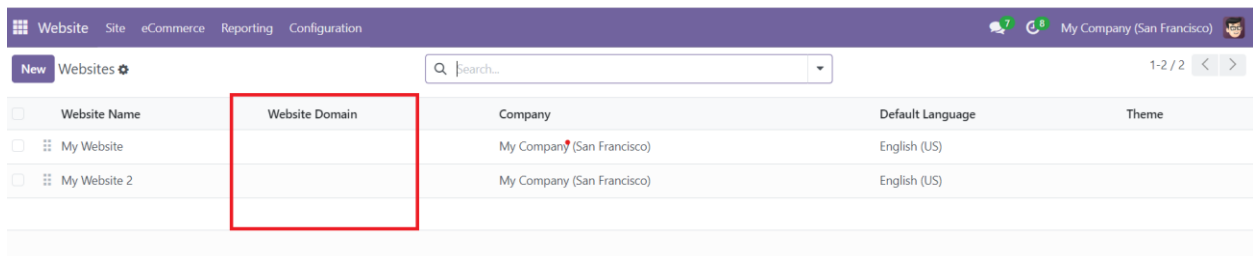 Website Site eCommerce Reporting Configuration 7 8 My Company (San Francisco)
New Websites Search... 1-2 / 2
Website Name Website Domain Company Default Language Theme
My Website My Company (San Francisco) English (US)
My Website 2 My Company (San Francisco) English (US)